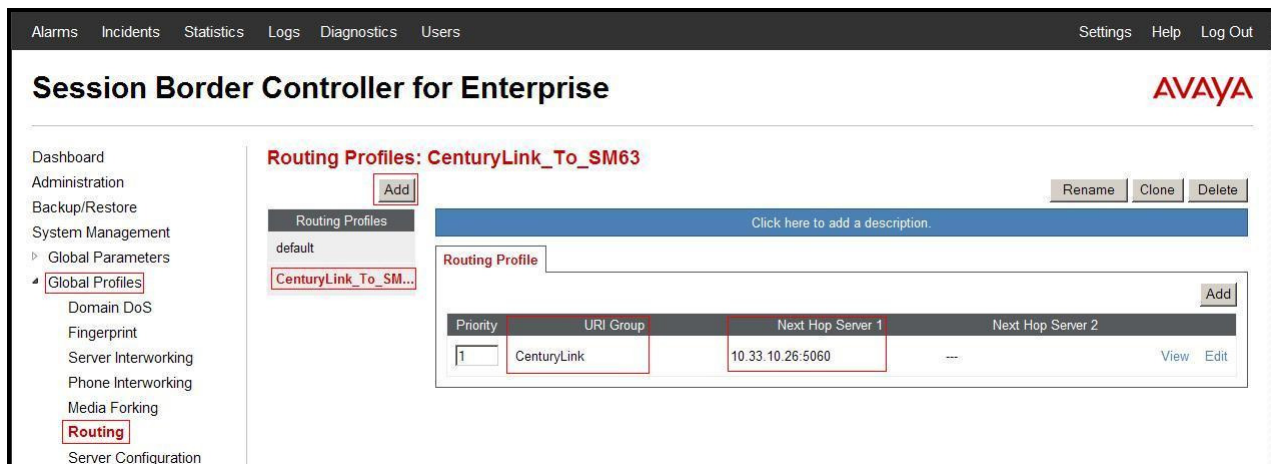 Alarms Incidents Statistics Logs Diagnostics Users Settings Help Log Out
Session Border Controller for Enterprise
AVAYA
Dashboard
Administration
Backup/Restore
System Management
Global Parameters
Global Profiles
Domain DoS
Fingerprint
Server Interworking
Phone Interworking
Media Forking
Routing
Server Configuration
Routing Profiles: CenturyLink_To_SM63
Add
Rename Clone Delete
Routing Profiles
default
CenturyLink_To_SM...
Click here to add a description.
Routing Profile
Add
Priority URI Group Next Hop Server 1 Next Hop Server 2
1 CenturyLink 10.33.10.26:5060 --- View Edit